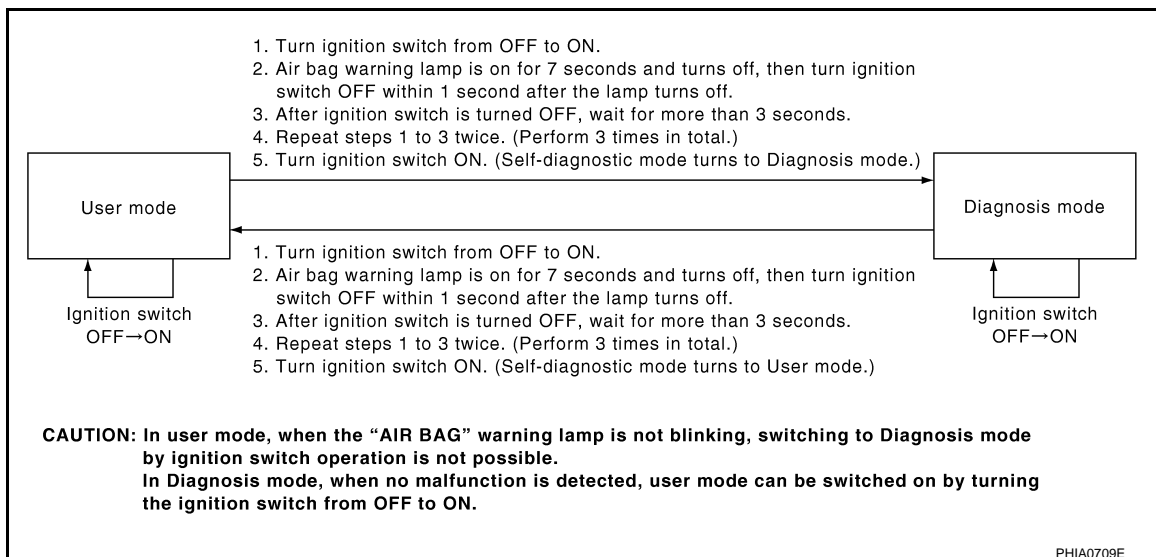 1. Turn ignition switch from OFF to ON.
2. Air bag warning lamp is on for 7 seconds and turns off, then turn ignition
switch OFF within 1 second after the lamp turns off.
3. After ignition switch is turned OFF, wait for more than 3 seconds.
4. Repeat steps 1 to 3 twice. (Perform 3 times in total.)
5. Turn ignition switch ON. (Self-diagnostic mode turns to Diagnosis mode.)
User mode
Diagnosis mode
1. Turn ignition switch from OFF to ON.
2. Air bag warning lamp is on for 7 seconds and turns off, then turn ignition
switch OFF within 1 second after the lamp turns off.
3. After ignition switch is turned OFF, wait for more than 3 seconds.
4. Repeat steps 1 to 3 twice. (Perform 3 times in total.)
5. Turn ignition switch ON. (Self-diagnostic mode turns to User mode.)
Ignition switch
OFF→ON
Ignition switch
OFF→ON
CAUTION: In user mode, when the “AIR BAG” warning lamp is not blinking, switching to Diagnosis mode
by ignition switch operation is not possible.
In Diagnosis mode, when no malfunction is detected, user mode can be switched on by turning
the ignition switch from OFF to ON.
PHIA0709E